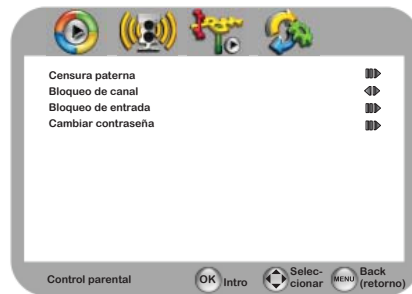 Censura paterna
Bloqueo de canal
Bloqueo de entrada
Cambiar contraseña
Control parental
OK Intro
Selec-
cionar
MENU Back
(retorno)